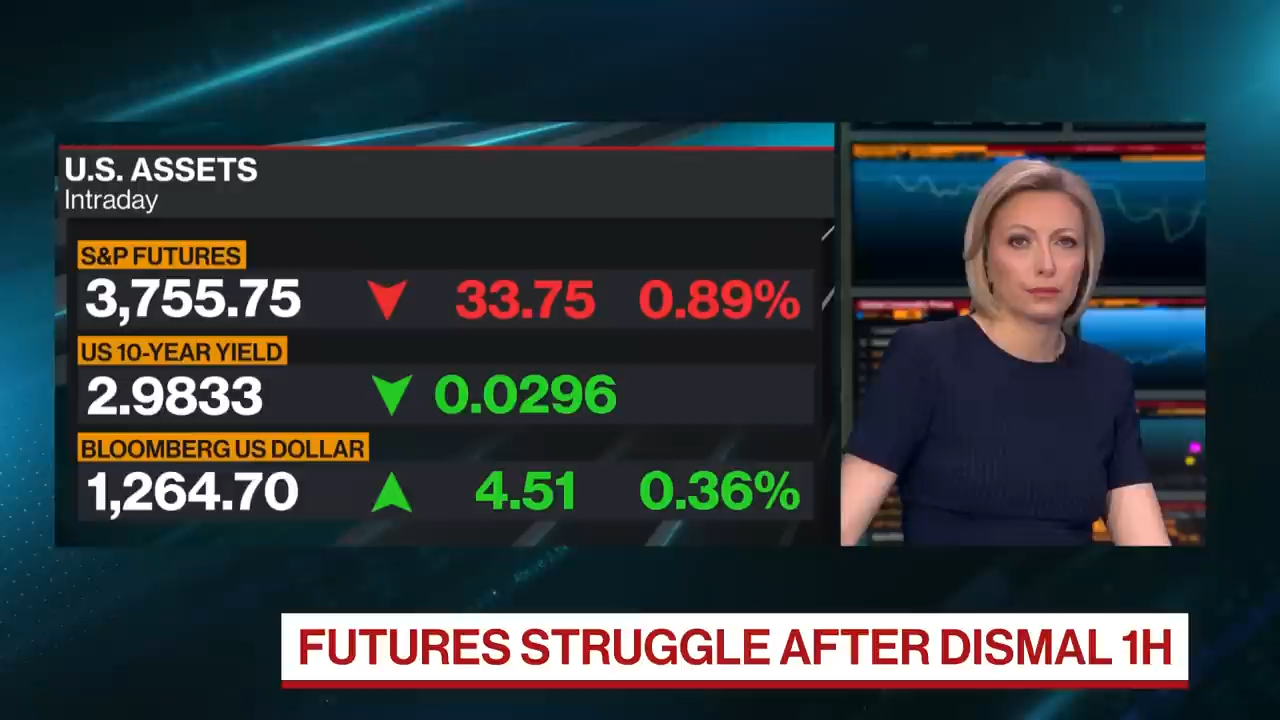 U.S. ASSETS
Intraday
S&P FUTURES
3,755.75 ▼ 33.75 0.89%
US 10-YEAR YIELD
2.9833 ▼ 0.0296
BLOOMBERG US DOLLAR
1,264.70 ▲ 4.51 0.36%
FUTURES STRUGGLE AFTER DISMAL 1H